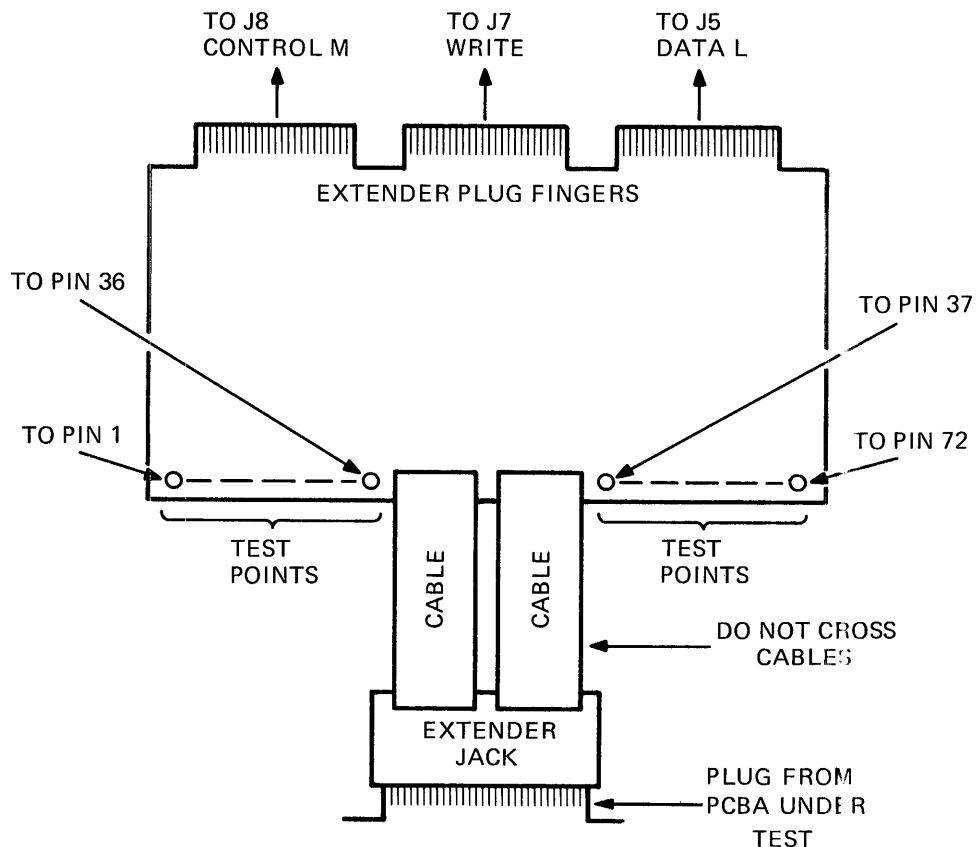 TO J8
CONTROL M
TO J7
WRITE
TO J5
DATA L
EXTENDER PLUG FINGERS
TO PIN 36
TO PIN 37
TO PIN 1
TO PIN 72
TEST
POINTS
TEST
POINTS
CABLE
CABLE
DO NOT CROSS
CABLES
EXTENDER
JACK
PLUG FROM
PCBA UNDER
TEST